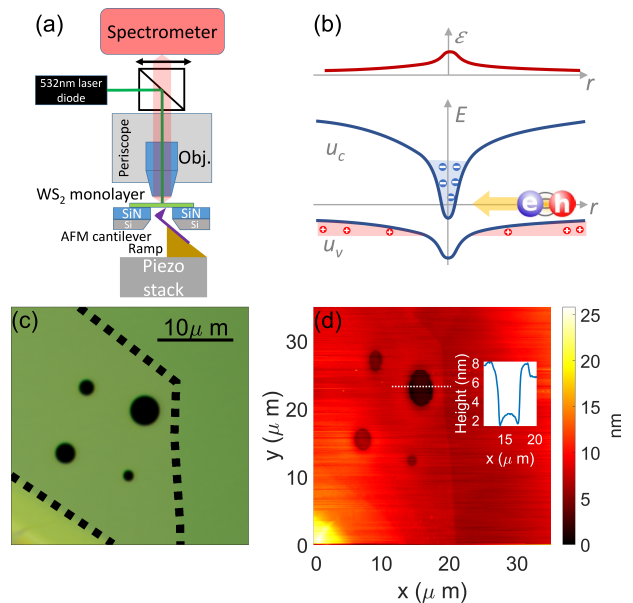 (a)
Spectrometer
532nm laser
diode
Periscope
Obj.
WS₂ monolayer
SiN
SiN
Si
Si
AFM cantilever
Ramp
Piezo
stack
(b)
ℰ
r
E
u_c
e h
r
u_v
(c)
10μ m
(d)
30
20
10
0
y (μ m)
0
10
20
30
x (μ m)
Height (nm)
8
6
4
2
15
20
x (μ m)
25
20
15
10
5
0
nm